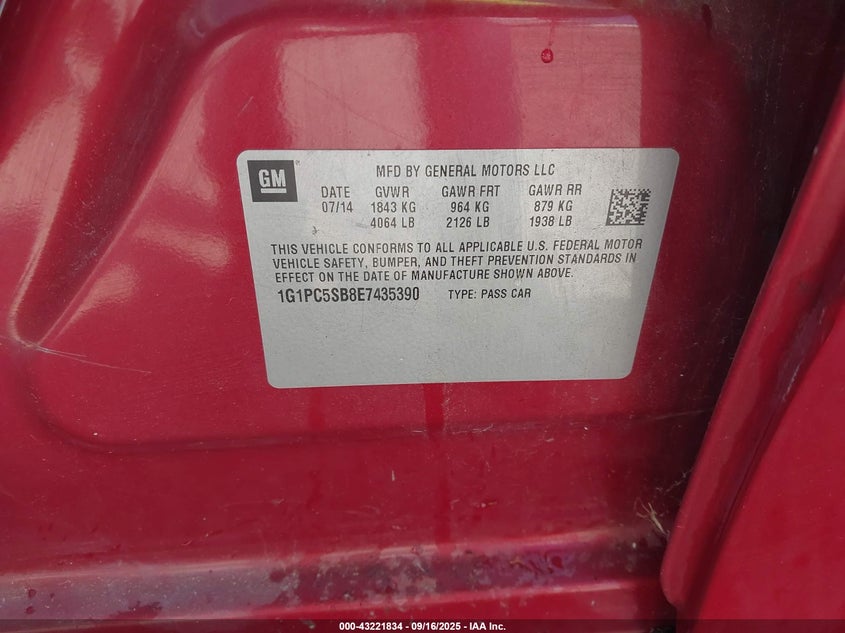 GM
MFD BY GENERAL MOTORS LLC
DATE GVWR GAWR FRT GAWR RR
07/14 1843 KG 964 KG 879 KG
4064 LB 2126 LB 1938 LB
THIS VEHICLE CONFORMS TO ALL APPLICABLE U.S. FEDERAL MOTOR
VEHICLE SAFETY, BUMPER, AND THEFT PREVENTION STANDARDS IN
EFFECT ON THE DATE OF MANUFACTURE SHOWN ABOVE.
1G1PC5SB8E7435390 TYPE: PASS CAR
000-43221834 - 09/16/2025 - IAA Inc.